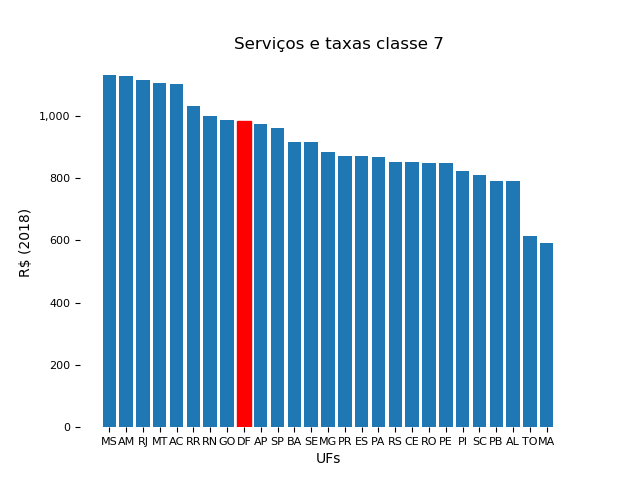 Serviços e taxas classe 7
1,000
800
600
400
200
0
R$ (2018)
MS AM RJ MT AC RR RN GO DF AP SP BA SE MG PR ES PA RS CE RO PE PI SC PB AL TO MA
UFs